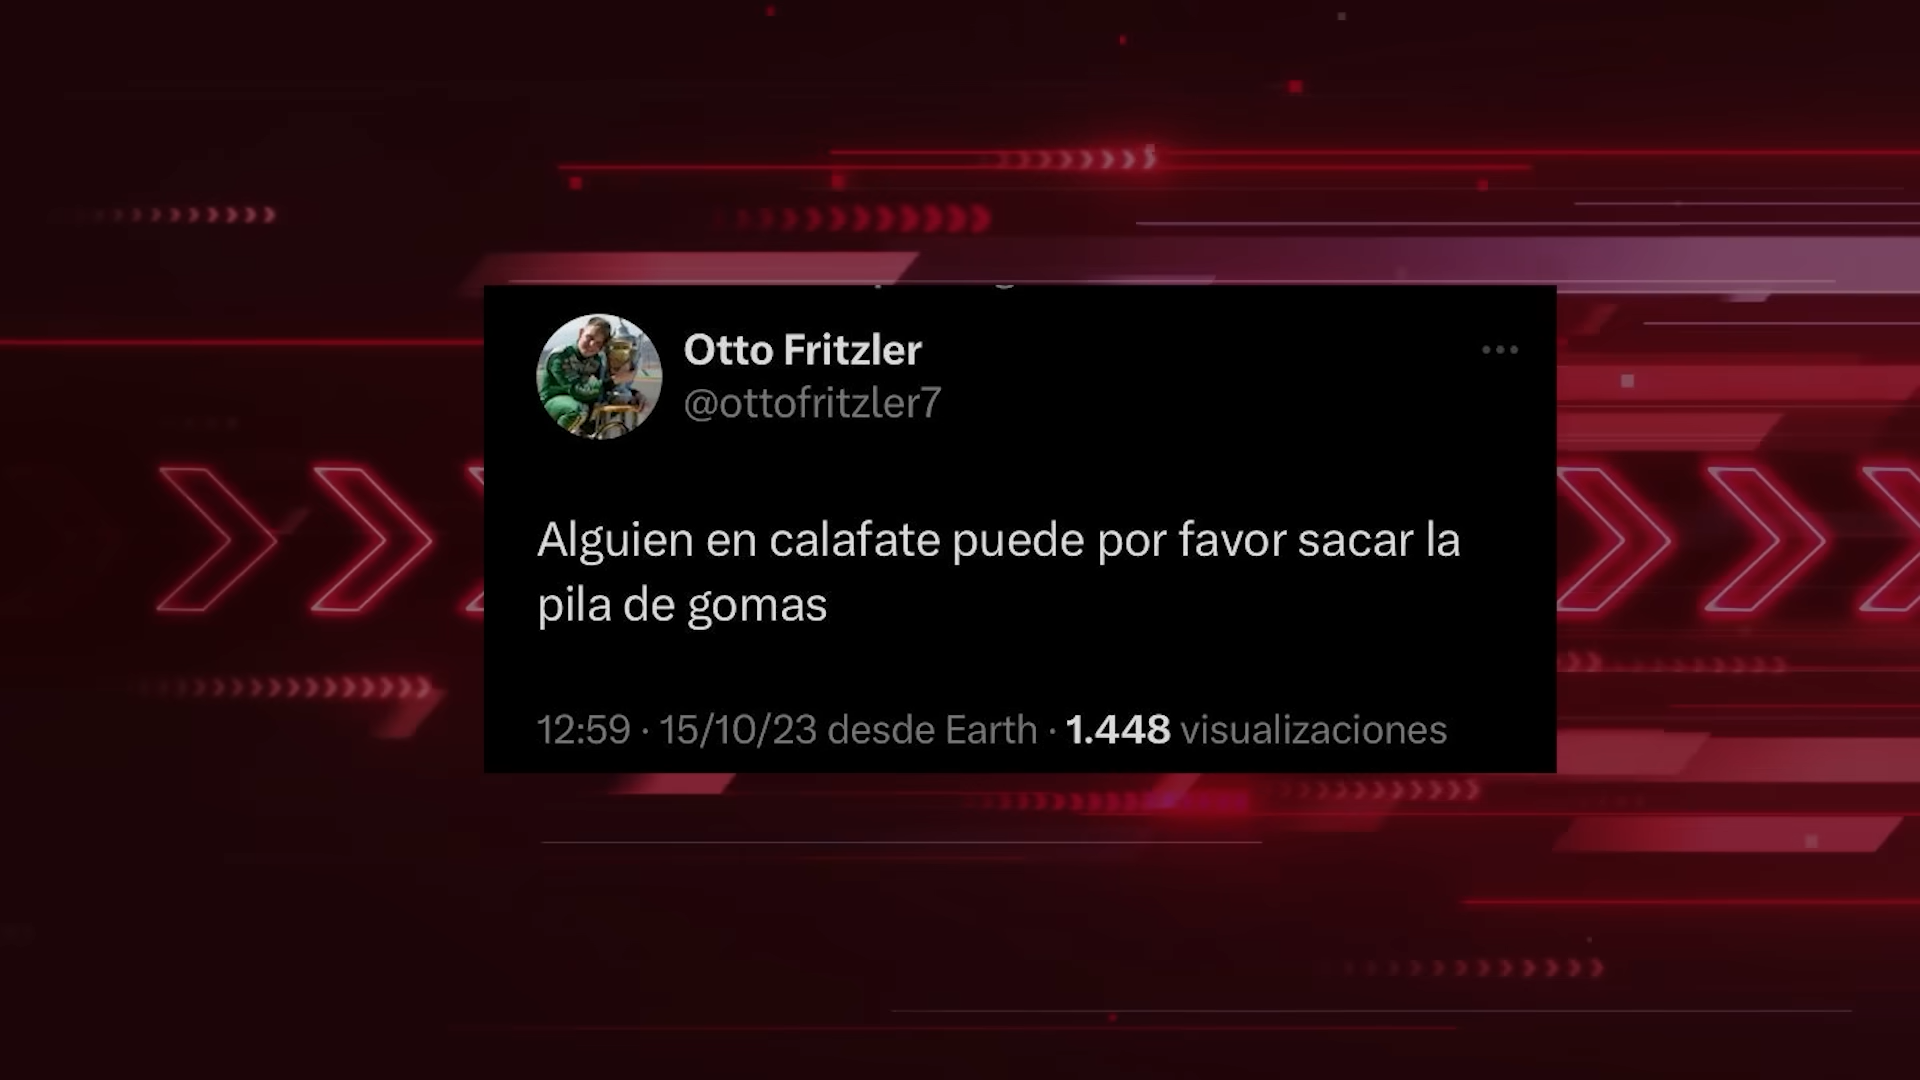 Otto Fritzler
@ottofritzler7
Alguien en calafate puede por favor sacar la
pila de gomas
12:59 · 15/10/23 desde Earth · 1.448 visualizaciones